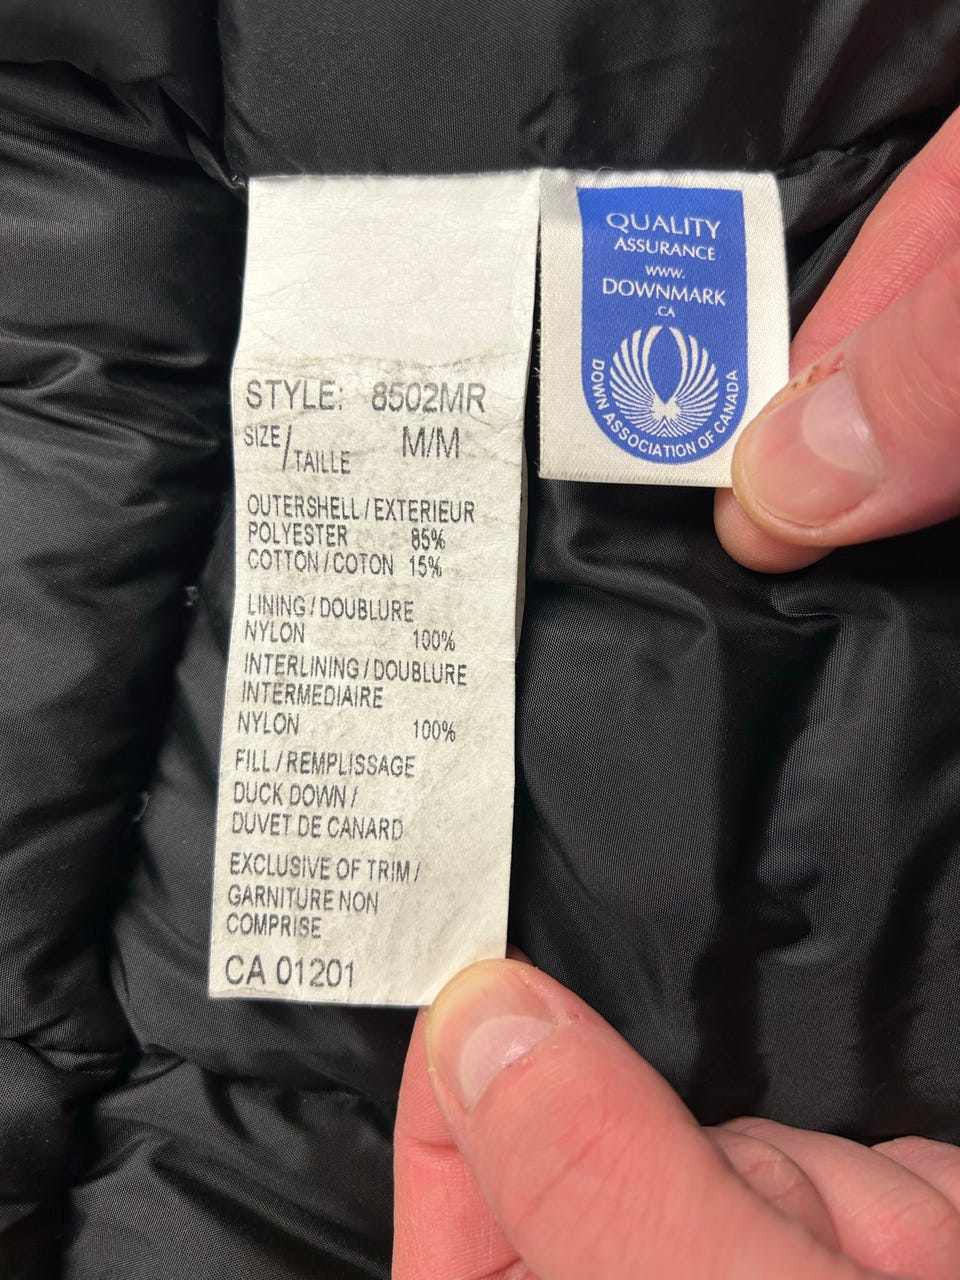 STYLE: 8502MR
SIZE/TAILLE M/M
OUTERSHELL / EXTERIEUR
POLYESTER 85%
COTTON / COTON 15%
LINING / DOUBLURE
NYLON 100%
INTERLINING / DOUBLURE
INTERMEDIAIRE
NYLON 100%
FILL / REMPLISSAGE
DUCK DOWN /
DUVET DE CANARD
EXCLUSIVE OF TRIM /
GARNITURE NON
COMPRISE
CA 01201
QUALITY
ASSURANCE
www.
DOWNMARK
.CA
DOWN ASSOCIATION OF CANADA